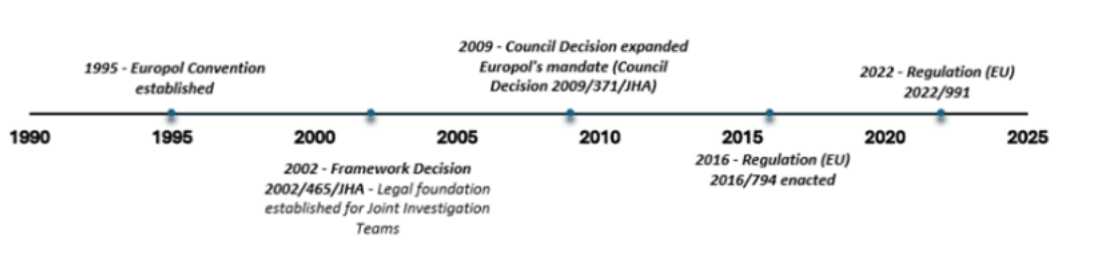 2009 - Council Decision expanded
Europol's mandate (Council
Decision 2009/371/JHA)
1995 - Europol Convention
established
2022 - Regulation (EU)
2022/991
1990 1995 2000 2005 2010 2015 2020 2025
2002 - Framework Decision
2002/465/JHA - Legal foundation
established for Joint Investigation
Teams
2016 - Regulation (EU)
2016/794 enacted